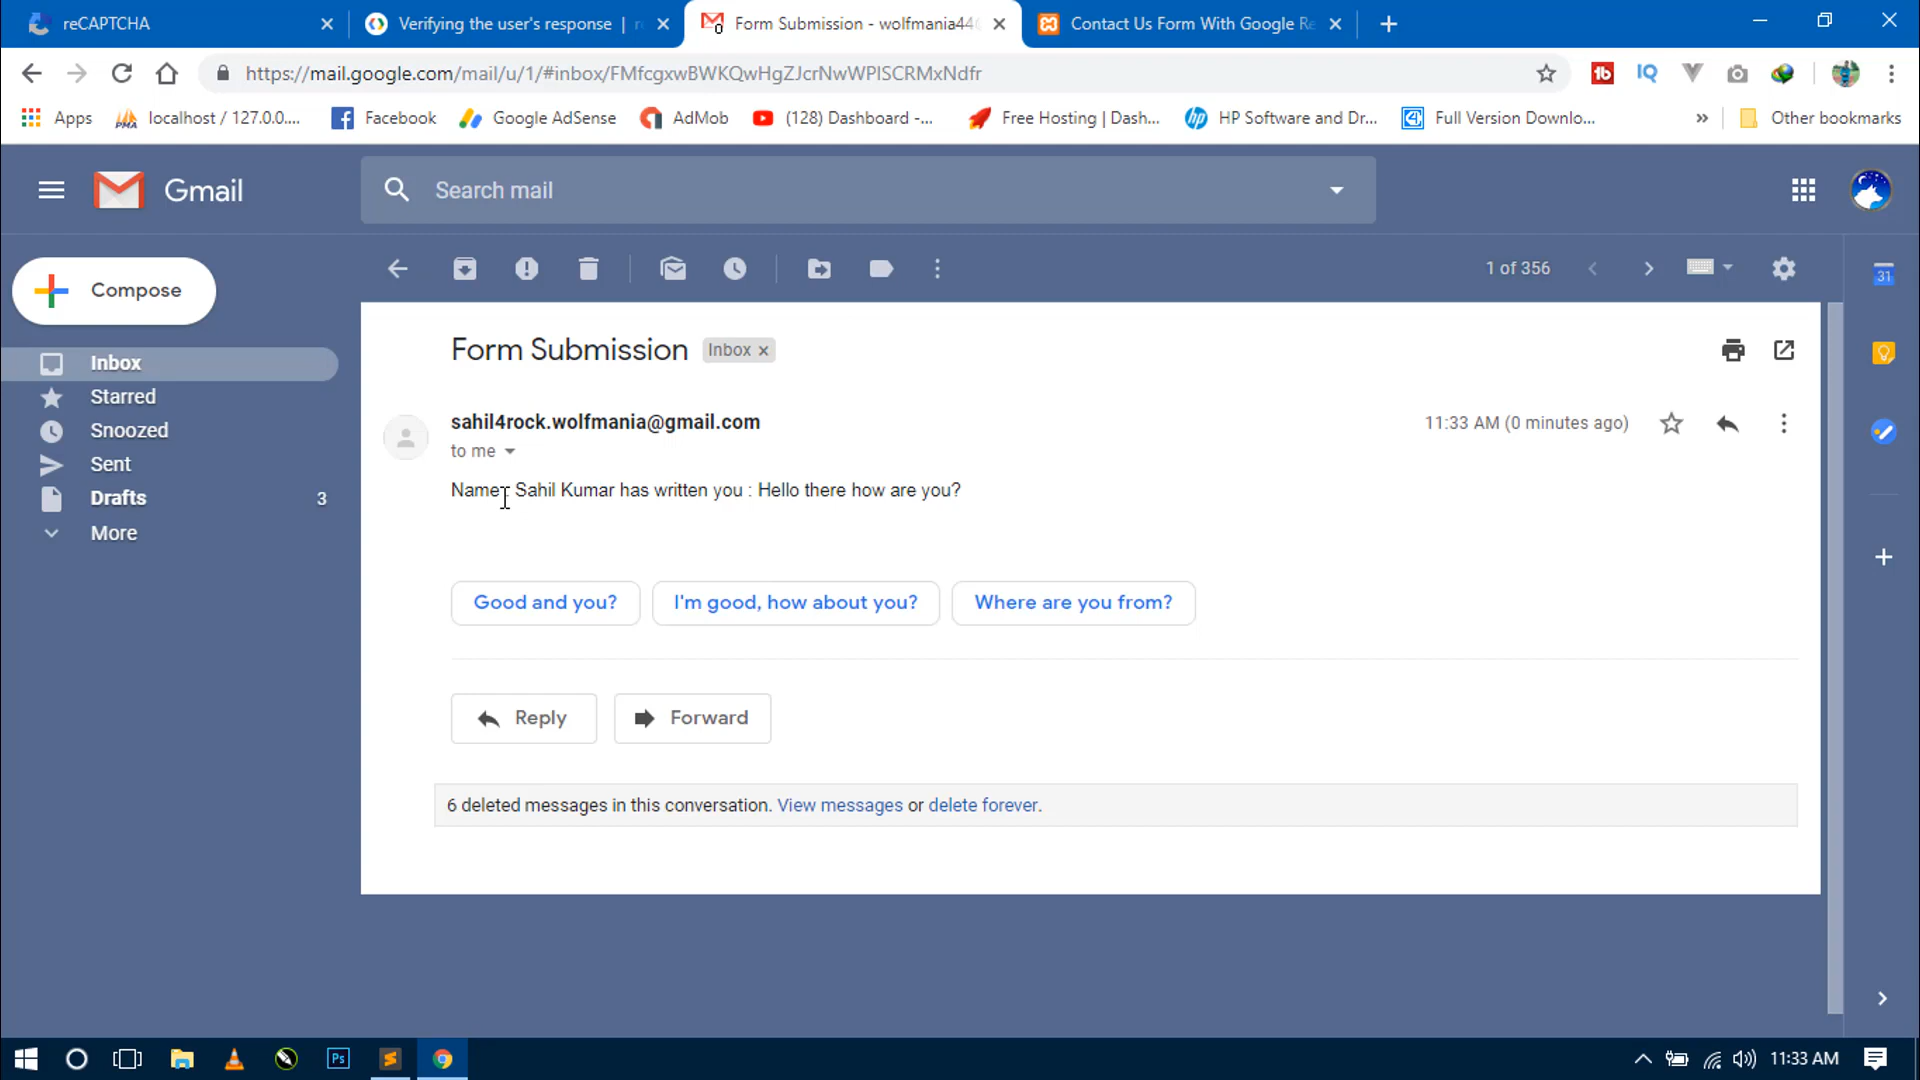 reCAPTCHA
Verifying the user's response | r
Form Submission - wolfmania44
Contact Us Form With Google Re
https://mail.google.com/mail/u/1/#inbox/FMfcgxwBWKQwHgZJcrNwWPlSCRMxNdfr
Apps
localhost / 127.0.0....
Facebook
Google AdSense
AdMob
(128) Dashboard -...
Free Hosting | Dash...
HP Software and Dr...
Full Version Downlo...
»
Other bookmarks
Gmail
Search mail
Compose
1 of 356
Inbox
Starred
Snoozed
Sent
Drafts 3
More
Form Submission Inbox x
sahil4rock.wolfmania@gmail.com
11:33 AM (0 minutes ago)
to me
Name: Sahil Kumar has written you : Hello there how are you?
Good and you?
I'm good, how about you?
Where are you from?
Reply
Forward
6 deleted messages in this conversation. View messages or delete forever.
31
Ps
11:33 AM